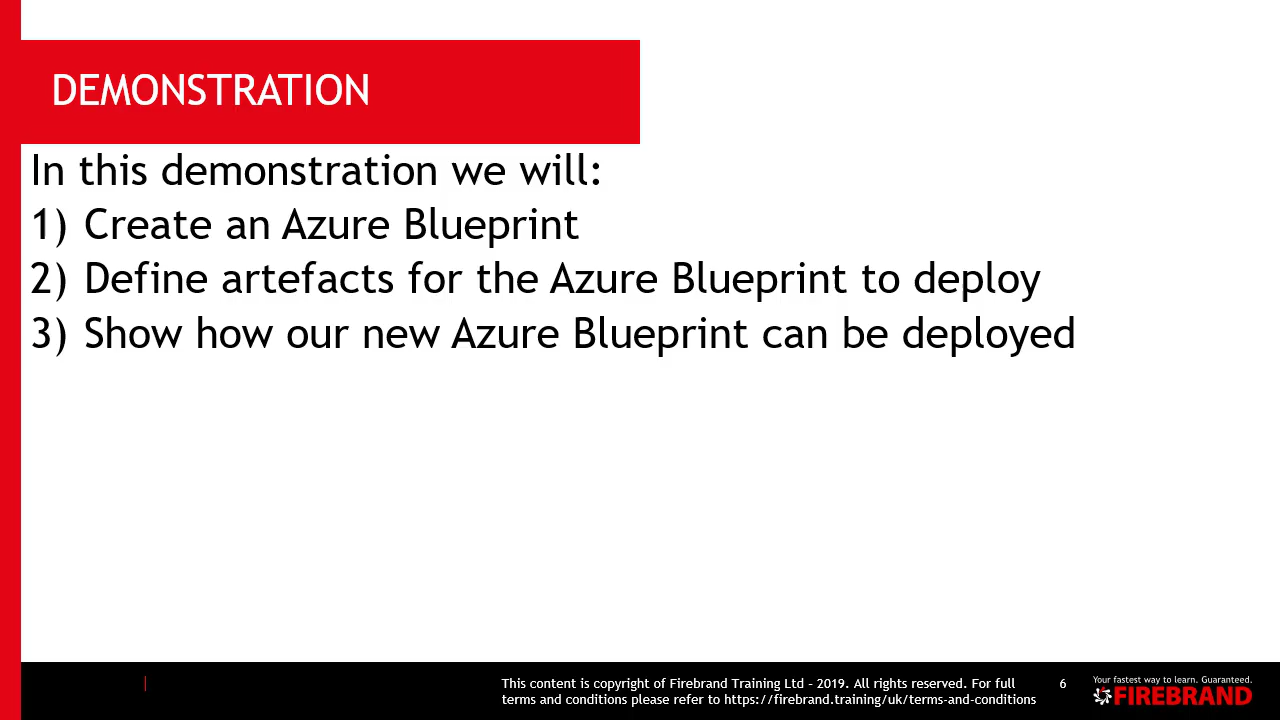 DEMONSTRATION
In this demonstration we will:
1) Create an Azure Blueprint
2) Define artefacts for the Azure Blueprint to deploy
3) Show how our new Azure Blueprint can be deployed
This content is copyright of Firebrand Training Ltd – 2019. All rights reserved. For full
terms and conditions please refer to https://firebrand.training/uk/terms-and-conditions
6
Your fastest way to learn. Guaranteed.
FIREBRAND